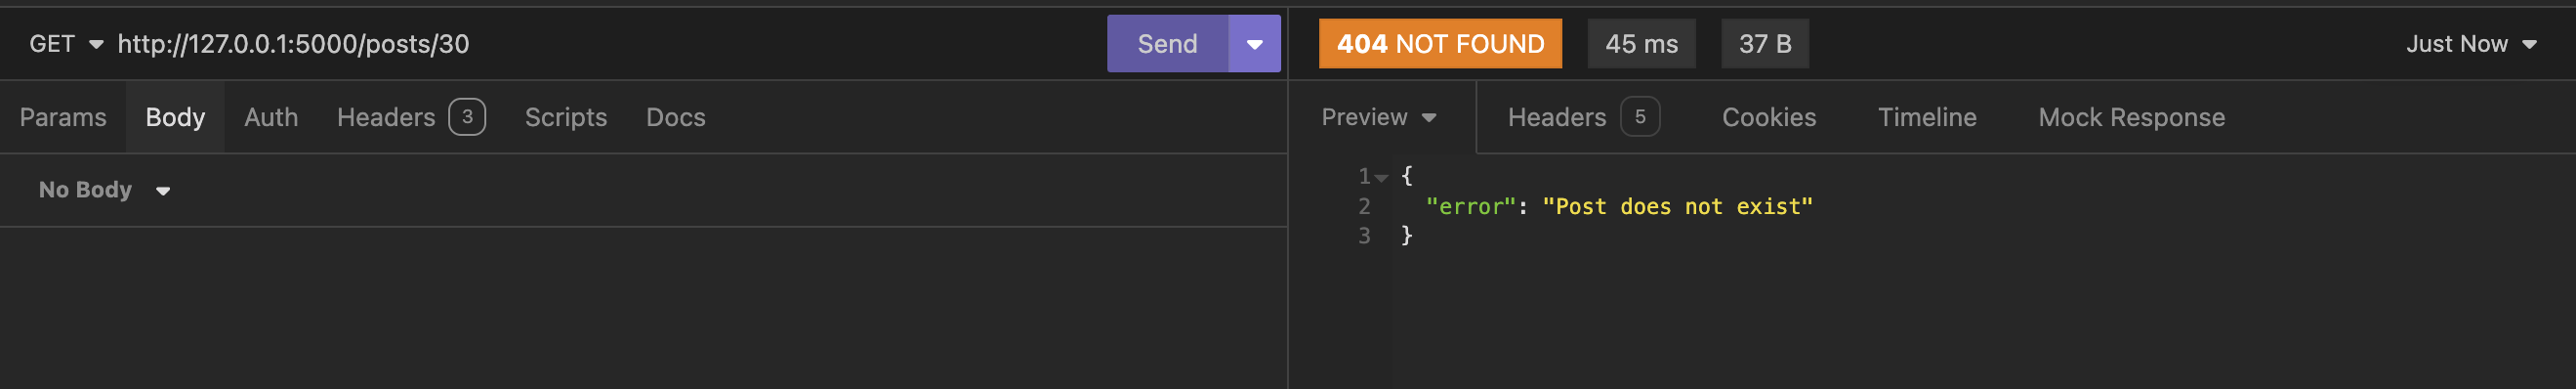 GET http://127.0.0.1:5000/posts/30 Send
404 NOT FOUND 45 ms 37 B Just Now
Params Body Auth Headers 3 Scripts Docs
Preview Headers 5 Cookies Timeline Mock Response
No Body
1 {
2 "error": "Post does not exist"
3 }